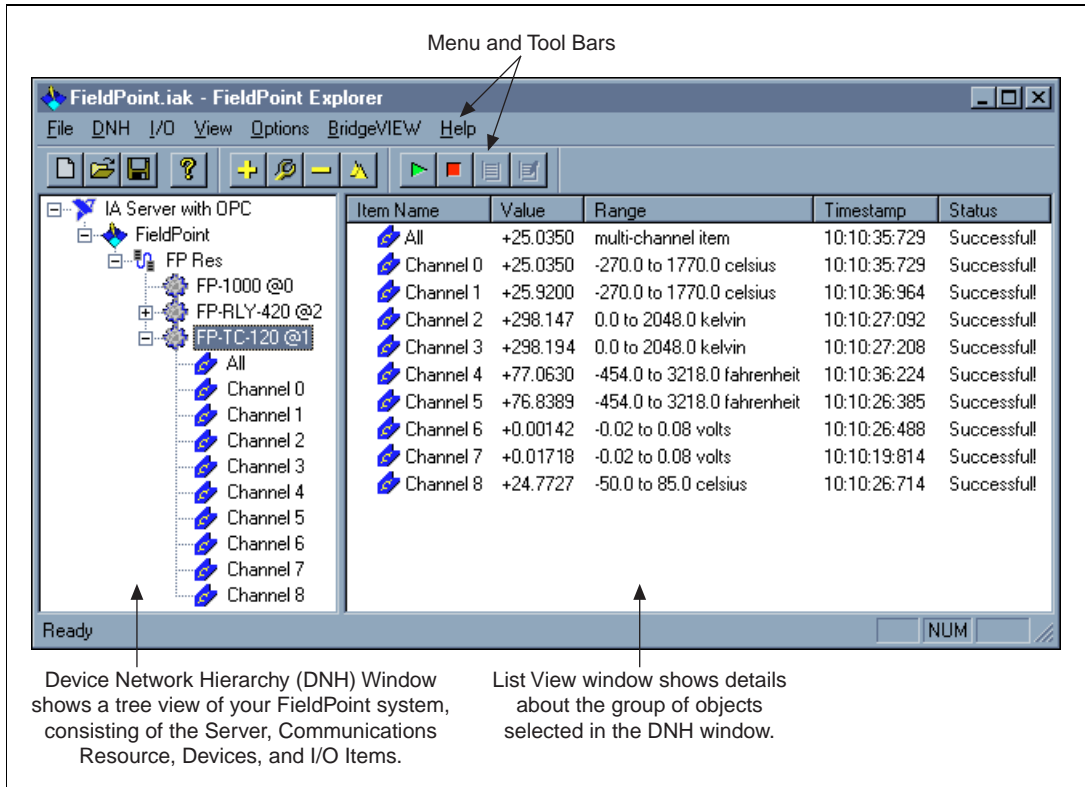 Menu and Tool Bars
FieldPoint.iak - FieldPoint Explorer
File DNH I/O View Options BridgeVIEW Help
IA Server with OPC
FieldPoint
FP Res
FP-1000 @0
FP-RLY-420 @2
FP-TC-120 @1
All
Channel 0
Channel 1
Channel 2
Channel 3
Channel 4
Channel 5
Channel 6
Channel 7
Channel 8
Item Name Value Range Timestamp Status
All +25.0350 multi-channel item 10:10:35:729 Successful!
Channel 0 +25.0350 -270.0 to 1770.0 celsius 10:10:35:729 Successful!
Channel 1 +25.9200 -270.0 to 1770.0 celsius 10:10:36:964 Successful!
Channel 2 +298.147 0.0 to 2048.0 kelvin 10:10:27:092 Successful!
Channel 3 +298.194 0.0 to 2048.0 kelvin 10:10:27:208 Successful!
Channel 4 +77.0630 -454.0 to 3218.0 fahrenheit 10:10:36:224 Successful!
Channel 5 +76.8389 -454.0 to 3218.0 fahrenheit 10:10:26:385 Successful!
Channel 6 +0.00142 -0.02 to 0.08 volts 10:10:26:488 Successful!
Channel 7 +0.01718 -0.02 to 0.08 volts 10:10:19:814 Successful!
Channel 8 +24.7727 -50.0 to 85.0 celsius 10:10:26:714 Successful!
Ready NUM
Device Network Hierarchy (DNH) Window
shows a tree view of your FieldPoint system,
consisting of the Server, Communications
Resource, Devices, and I/O Items.
List View window shows details
about the group of objects
selected in the DNH window.